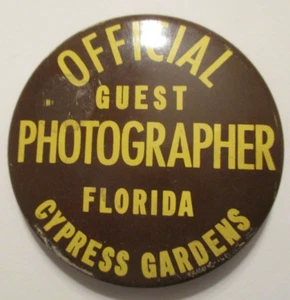 OFFICIAL
GUEST
PHOTOGRAPHER
FLORIDA
CYPRESS GARDENS